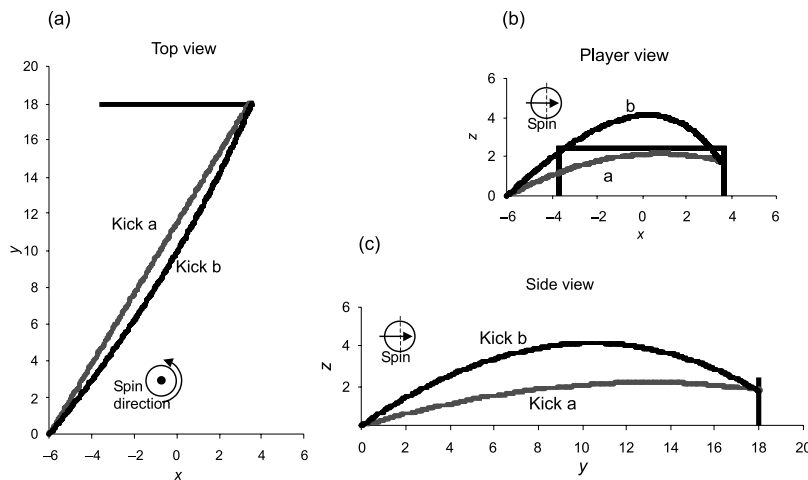 (a)
Top view
20
18
16
14
12
10
8
6
4
2
0
y
Kick a
Kick b
Spin
direction
–6 –4 –2 0 2 4 6
x
(b)
Player view
6
4
2
0
z
Spin
b
a
–6 –4 –2 0 2 4 6
x
(c)
Side view
6
4
2
z
Spin
Kick b
Kick a
0 2 4 6 8 10 12 14 16 18 20
y